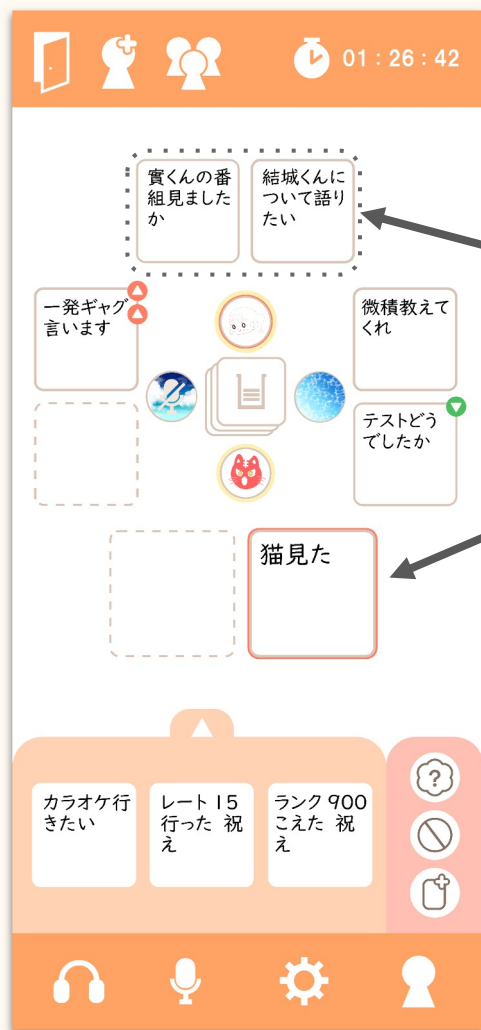 01:26:42
實くんの番
組見ました
か
結城くんに
ついて語り
たい
一発ギャグ
言います
微積教えて
くれ
テストどう
でしたか
猫見た
カラオケ行
きたい
レート15
行った 祝
え
ランク900
こえた 祝
え